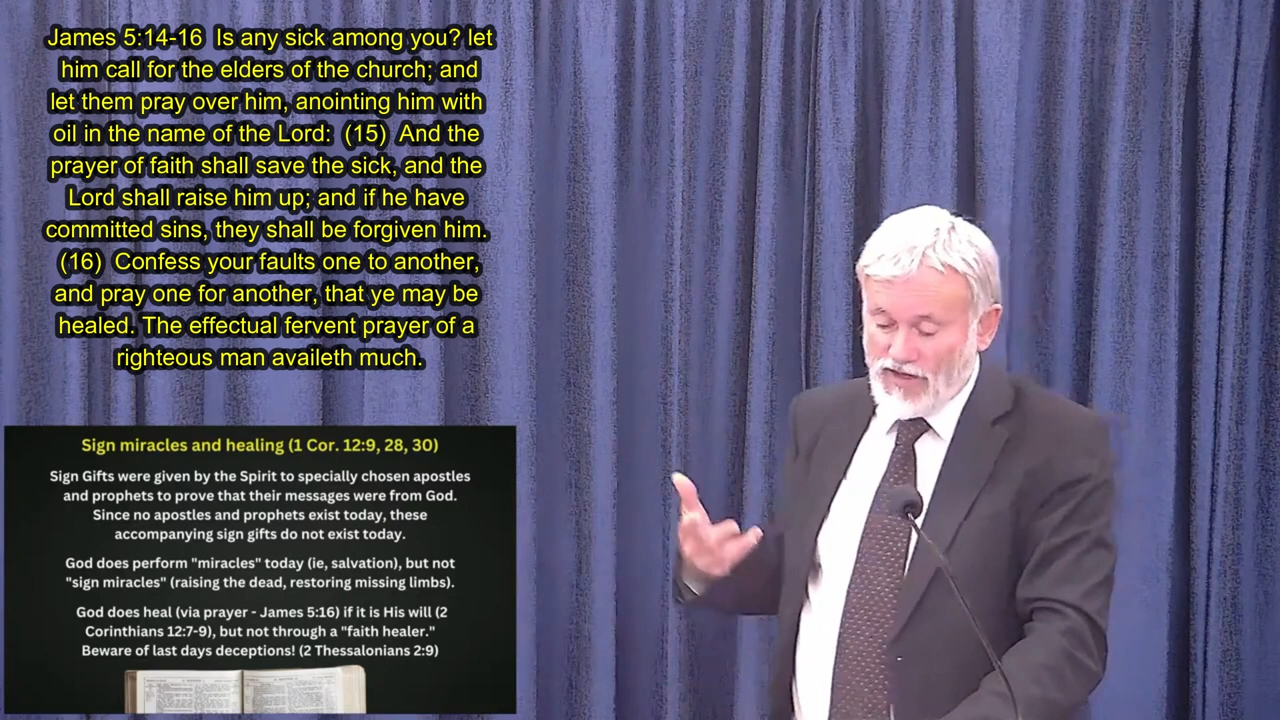 James 5:14-16  Is any sick among you? let
him call for the elders of the church; and
let them pray over him, anointing him with
oil in the name of the Lord:  (15)  And the
prayer of faith shall save the sick, and the
Lord shall raise him up; and if he have
committed sins, they shall be forgiven him.
(16)  Confess your faults one to another,
and pray one for another, that ye may be
healed. The effectual fervent prayer of a
righteous man availeth much.
Sign miracles and healing (1 Cor. 12:9, 28, 30)
Sign Gifts were given by the Spirit to specially chosen apostles
and prophets to prove that their messages were from God.
Since no apostles and prophets exist today, these
accompanying sign gifts do not exist today.
God does perform "miracles" today (ie, salvation), but not
"sign miracles" (raising the dead, restoring missing limbs).
God does heal (via prayer - James 5:16) if it is His will (2
Corinthians 12:7-9), but not through a "faith healer."
Beware of last days deceptions! (2 Thessalonians 2:9)